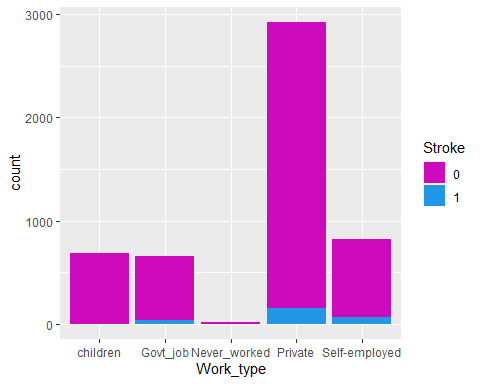 3000
2000
1000
0
count
children Govt_job Never_worked Private Self-employed
Work_type
Stroke
0
1